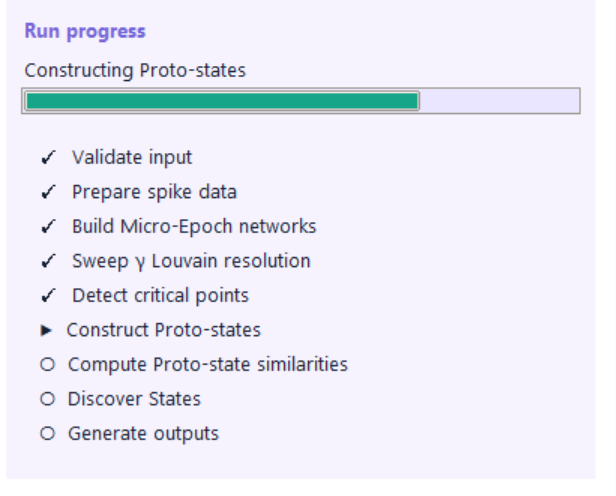 Run progress
Constructing Proto-states
✓ Validate input
✓ Prepare spike data
✓ Build Micro-Epoch networks
✓ Sweep γ Louvain resolution
✓ Detect critical points
▶ Construct Proto-states
○ Compute Proto-state similarities
○ Discover States
○ Generate outputs